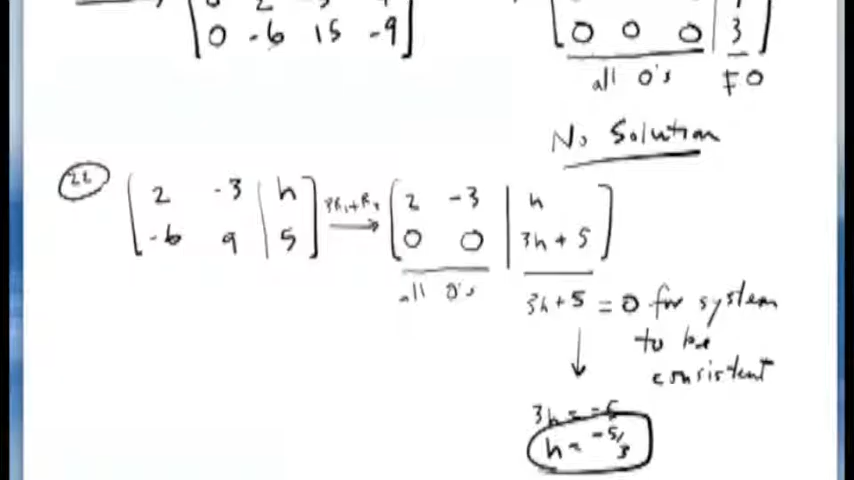 0 -6 15 -9
0 0 0 3
all 0's ≠ 0
No Solution
22
2 -3 h
-6 9 5
3R₁+R₂
2 -3 h
0 0 3h + 5
all 0's
3h+5 = 0 for system
to be
consistent
3h = -5
h = -5/3